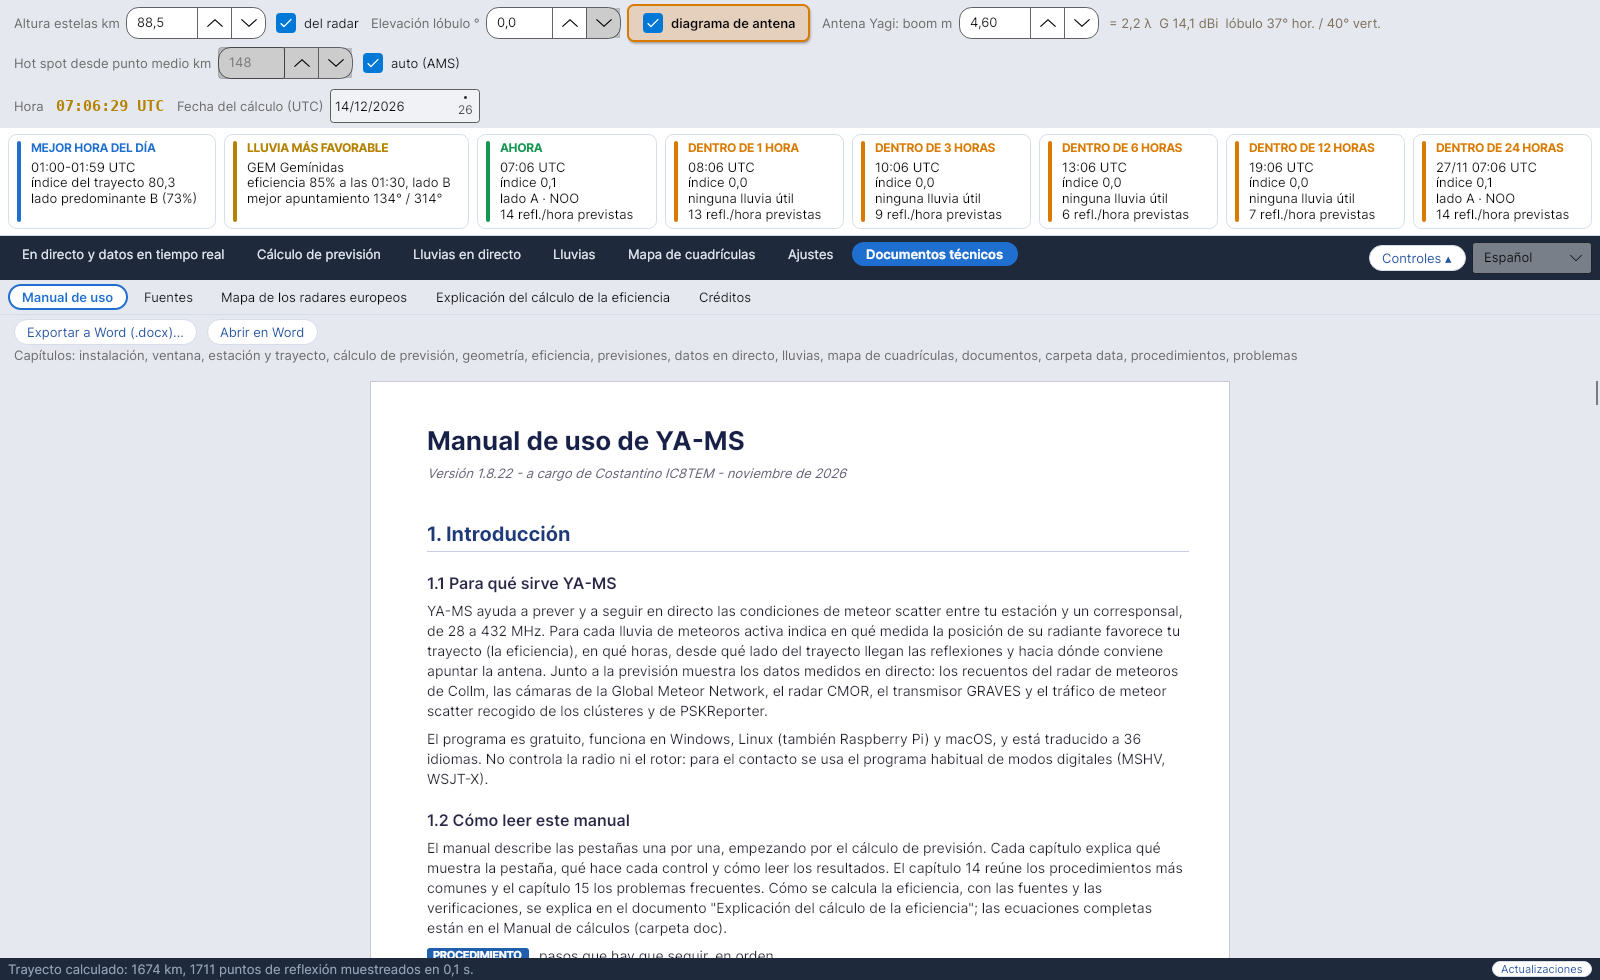 Altura estelas km 88,5 del radar Elevación lóbulo ° 0,0 diagrama de antena Antena Yagi: boom m 4,60 = 2,2 λ G 14,1 dBi lóbulo 37° hor. / 40° vert.
Hot spot desde punto medio km 148 auto (AMS)
Hora 07:06:29 UTC Fecha del cálculo (UTC) 14/12/2026 26
MEJOR HORA DEL DÍA
01:00-01:59 UTC
índice del trayecto 80,3
lado predominante B (73%)
LLUVIA MÁS FAVORABLE
GEM Gemínidas
eficiencia 85% a las 01:30, lado B
mejor apuntamiento 134° / 314°
AHORA
07:06 UTC
índice 0,1
lado A · NOO
14 refl./hora previstas
DENTRO DE 1 HORA
08:06 UTC
índice 0,0
ninguna lluvia útil
13 refl./hora previstas
DENTRO DE 3 HORAS
10:06 UTC
índice 0,0
ninguna lluvia útil
9 refl./hora previstas
DENTRO DE 6 HORAS
13:06 UTC
índice 0,0
ninguna lluvia útil
6 refl./hora previstas
DENTRO DE 12 HORAS
19:06 UTC
índice 0,0
ninguna lluvia útil
7 refl./hora previstas
DENTRO DE 24 HORAS
27/11 07:06 UTC
índice 0,1
lado A · NOO
14 refl./hora previstas
En directo y datos en tiempo real Cálculo de previsión Lluvias en directo Lluvias Mapa de cuadrículas Ajustes Documentos técnicos Controles ▴ Español
Manual de uso Fuentes Mapa de los radares europeos Explicación del cálculo de la eficiencia Créditos
Exportar a Word (.docx)... Abrir en Word
Capítulos: instalación, ventana, estación y trayecto, cálculo de previsión, geometría, eficiencia, previsiones, datos en directo, lluvias, mapa de cuadrículas, documentos, carpeta data, procedimientos, problemas
Manual de uso de YA-MS
Versión 1.8.22 - a cargo de Costantino IC8TEM - noviembre de 2026
1. Introducción
1.1 Para qué sirve YA-MS
YA-MS ayuda a prever y a seguir en directo las condiciones de meteor scatter entre tu estación y un corresponsal,
de 28 a 432 MHz. Para cada lluvia de meteoros activa indica en qué medida la posición de su radiante favorece tu
trayecto (la eficiencia), en qué horas, desde qué lado del trayecto llegan las reflexiones y hacia dónde conviene
apuntar la antena. Junto a la previsión muestra los datos medidos en directo: los recuentos del radar de meteoros
de Collm, las cámaras de la Global Meteor Network, el radar CMOR, el transmisor GRAVES y el tráfico de meteor
scatter recogido de los clústeres y de PSKReporter.
El programa es gratuito, funciona en Windows, Linux (también Raspberry Pi) y macOS, y está traducido a 36
idiomas. No controla la radio ni el rotor: para el contacto se usa el programa habitual de modos digitales (MSHV,
WSJT-X).
1.2 Cómo leer este manual
El manual describe las pestañas una por una, empezando por el cálculo de previsión. Cada capítulo explica qué
muestra la pestaña, qué hace cada control y cómo leer los resultados. El capítulo 14 reúne los procedimientos más
comunes y el capítulo 15 los problemas frecuentes. Cómo se calcula la eficiencia, con las fuentes y las
verificaciones, se explica en el documento "Explicación del cálculo de la eficiencia"; las ecuaciones completas
están en el Manual de cálculos (carpeta doc).
PROCEDIMIENTO pasos que hay que seguir, en orden
Trayecto calculado: 1674 km, 1711 puntos de reflexión muestreados en 0,1 s. Actualizaciones